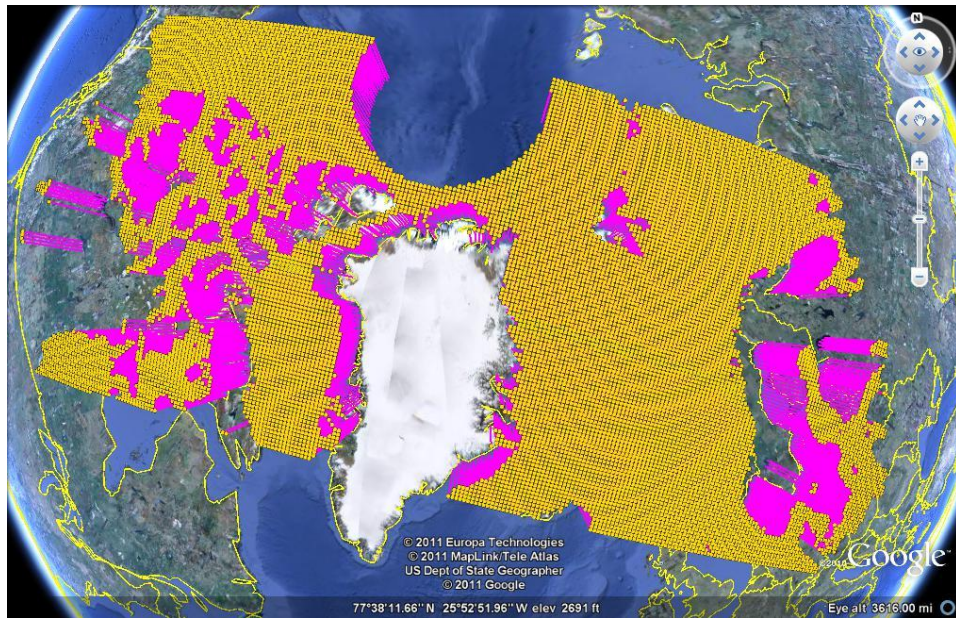 N
© 2011 Europa Technologies
© 2011 MapLink/Tele Atlas
US Dept of State Geographer
© 2011 Google
Google
77°38'11.66" N 25°52'51.96" W elev 2691 ft
Eye alt 3616.00 mi